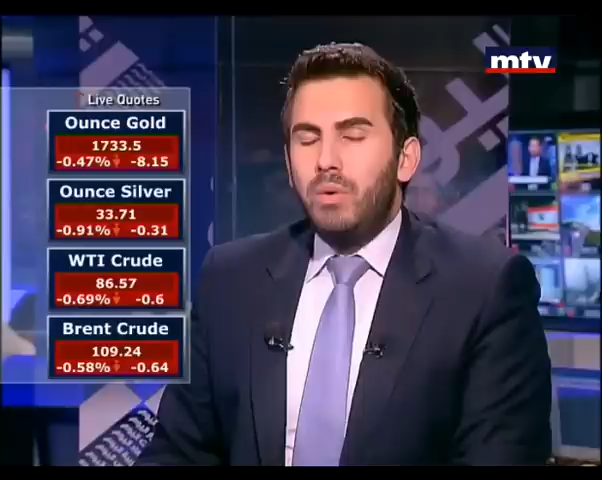 mtv
Live Quotes
Ounce Gold
1733.5
-0.47% -8.15
Ounce Silver
33.71
-0.91% -0.31
WTI Crude
86.57
-0.69% -0.6
Brent Crude
109.24
-0.58% -0.64